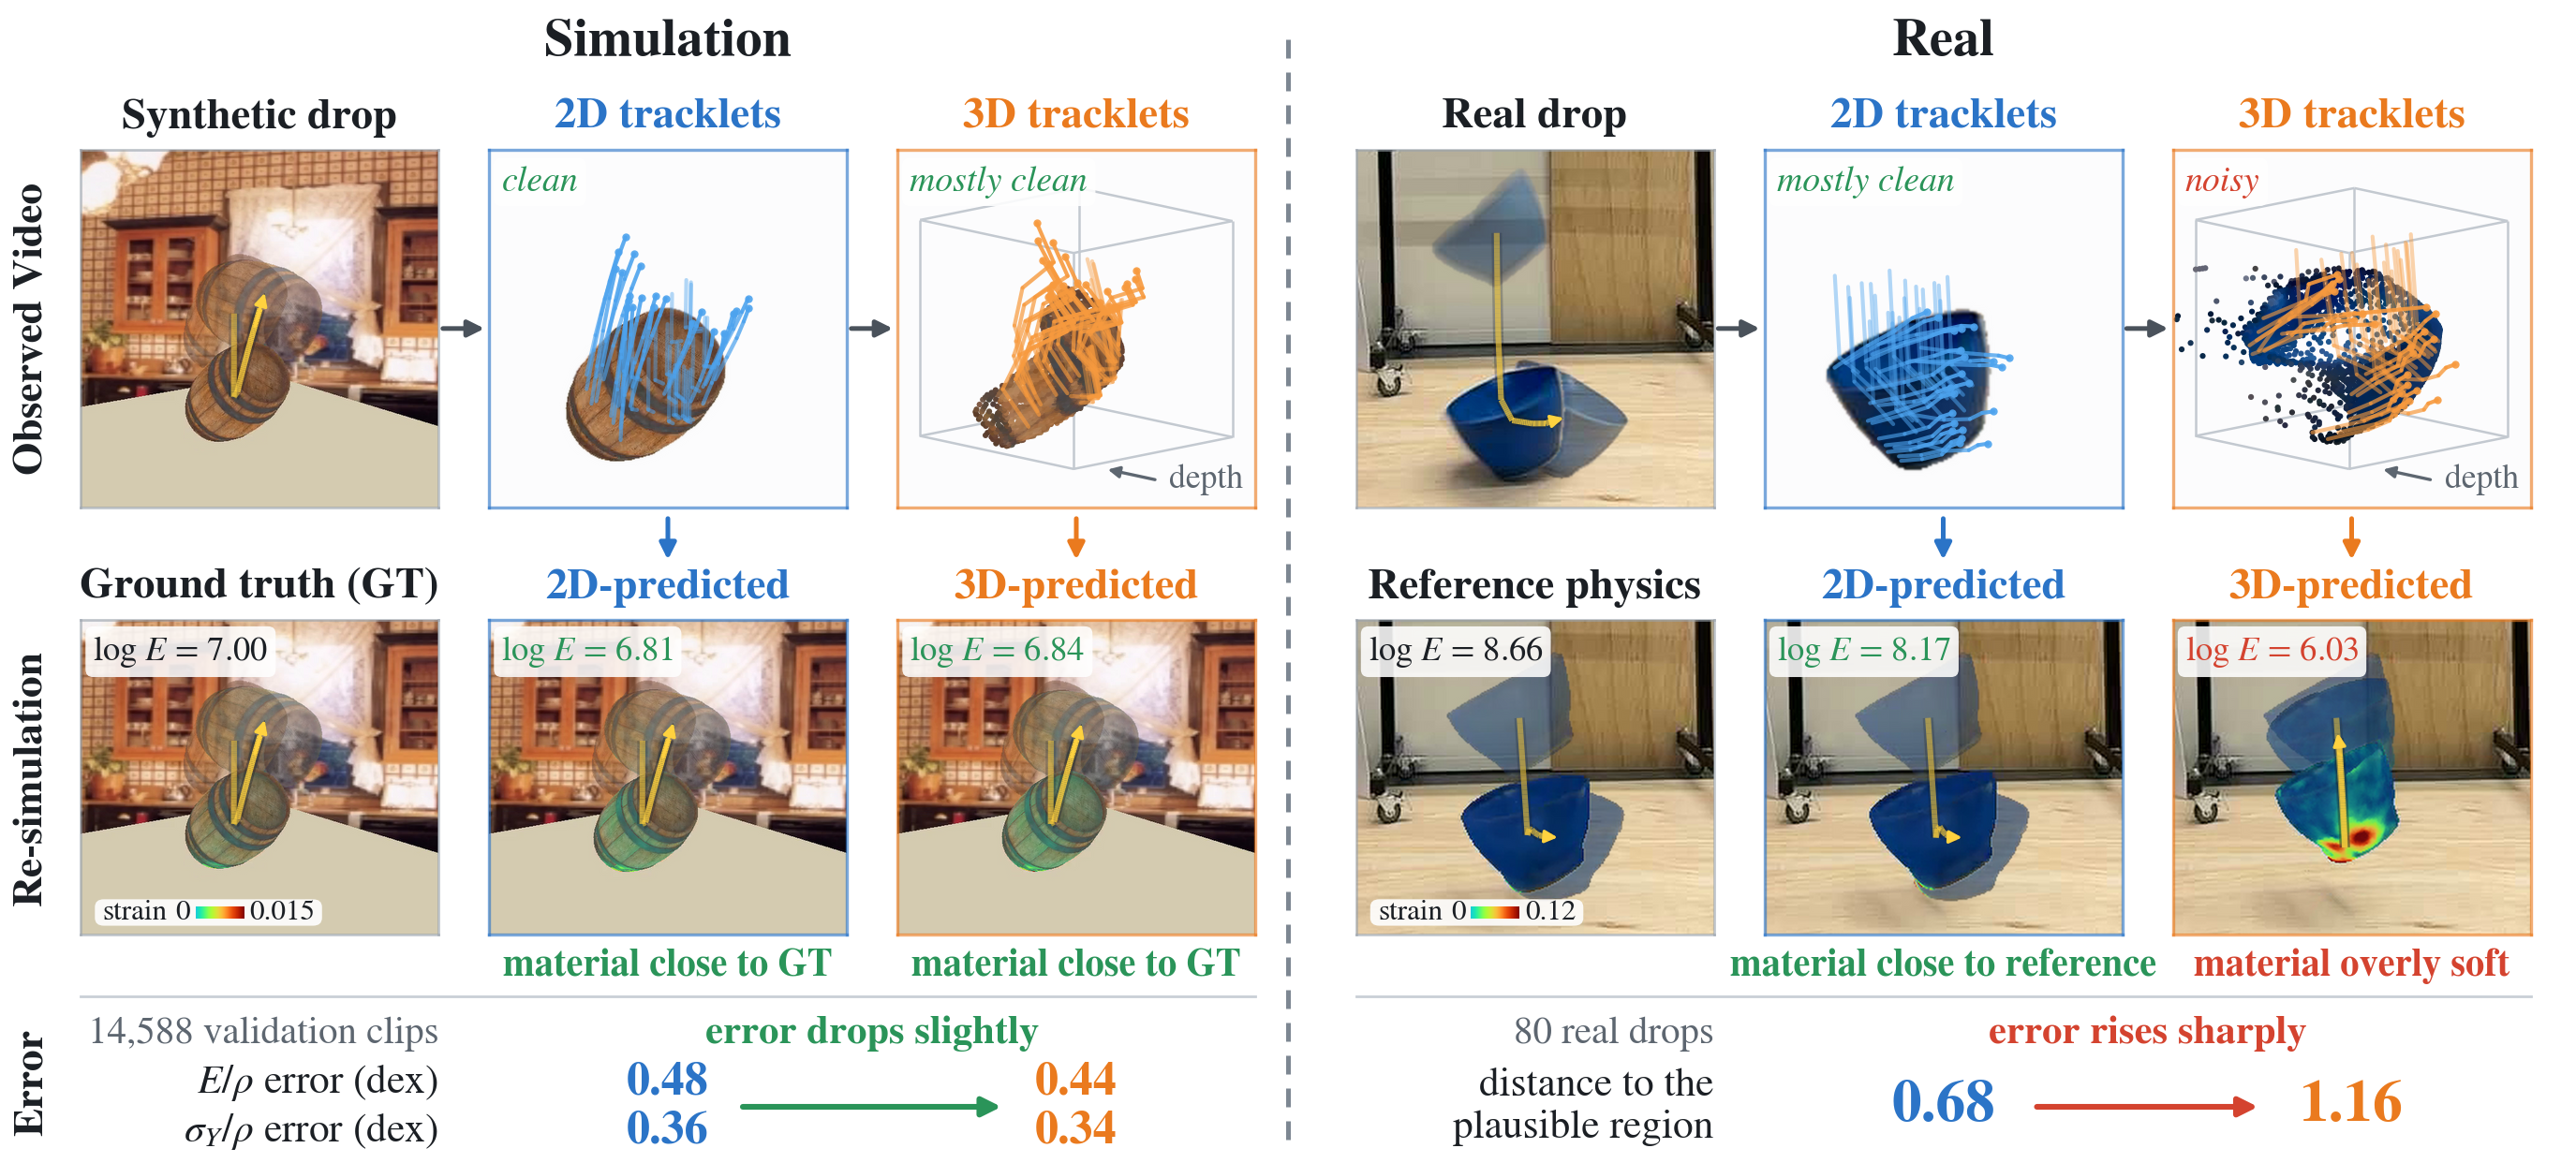 Simulation
Real
Synthetic drop
2D tracklets
3D tracklets
Real drop
2D tracklets
3D tracklets
Observed Video
clean
mostly clean
depth
mostly clean
noisy
depth
Ground truth (GT)
2D-predicted
3D-predicted
Reference physics
2D-predicted
3D-predicted
Re-simulation
log E = 7.00
strain 0 0.015
log E = 6.81
log E = 6.84
log E = 8.66
strain 0 0.12
log E = 8.17
log E = 6.03
material close to GT
material close to GT
material close to reference
material overly soft
Error
14,588 validation clips
error drops slightly
E/ρ error (dex)
0.48
0.44
σY/ρ error (dex)
0.36
0.34
80 real drops
error rises sharply
distance to the
plausible region
0.68
1.16